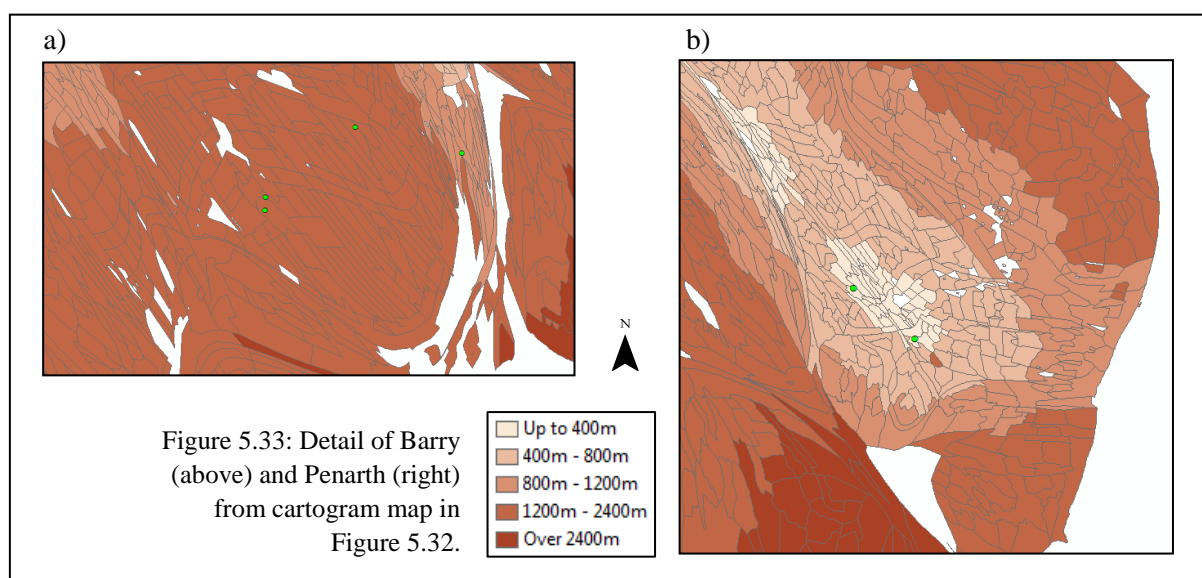 a)
b)
N
Figure 5.33: Detail of Barry
(above) and Penarth (right)
from cartogram map in
Figure 5.32.
Up to 400m
400m - 800m
800m - 1200m
1200m - 2400m
Over 2400m